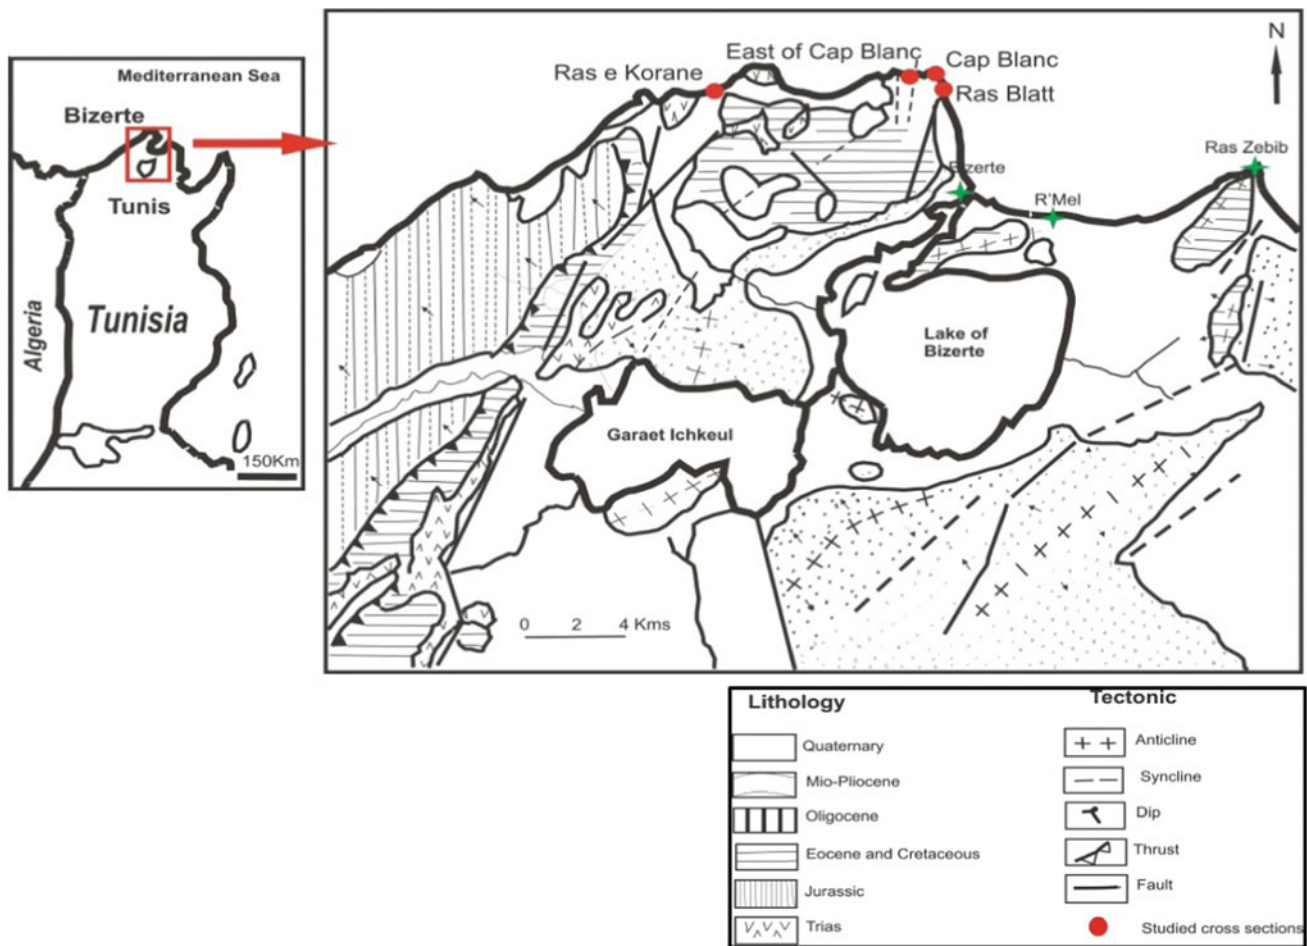 Mediterranean Sea
Bizerte
Tunis
Algeria
Tunisia
150Km
N
East of Cap Blanc
Cap Blanc
Ras e Korane
Ras Blatt
Ras Zebib
Bizerte
R'Mel
Lake of
Bizerte
Garaet Ichkeul
0 2 4 Kms
Lithology
Quaternary
Mio-Pliocene
Oligocene
Eocene and Cretaceous
Jurassic
Trias
Tectonic
Anticline
Syncline
Dip
Thrust
Fault
Studied cross sections